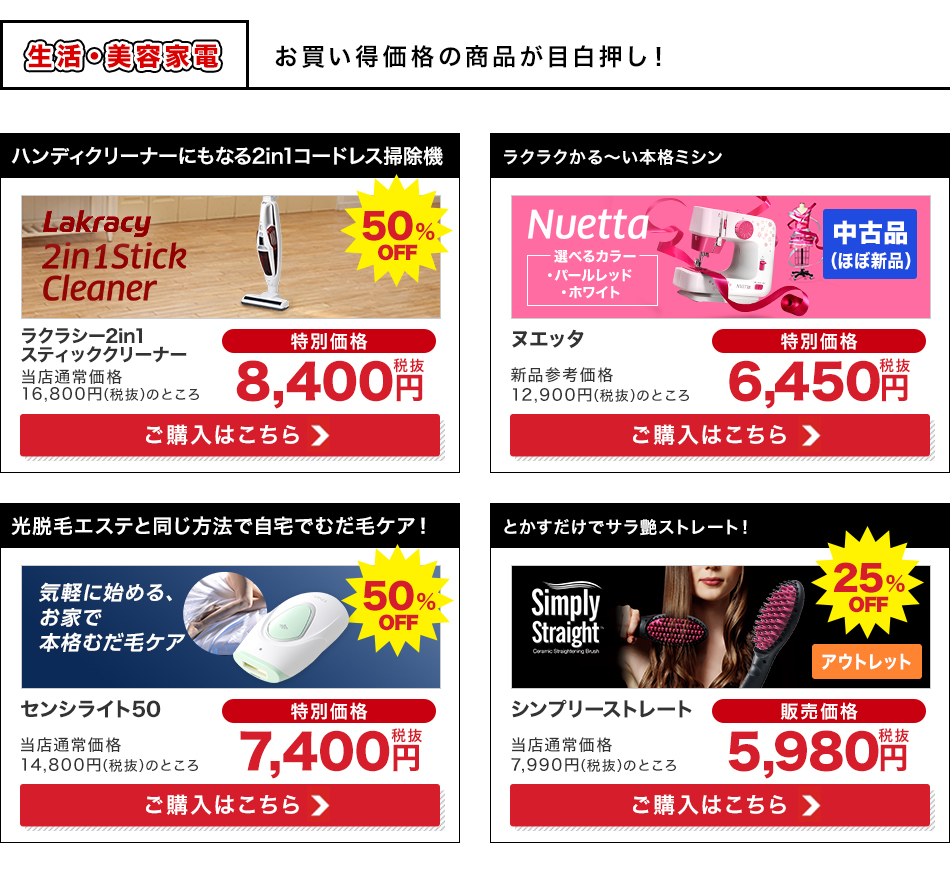 生活・美容家電
お買い得価格の商品が目白押し！
ハンディクリーナーにもなる2in1コードレス掃除機
Lakracy
2in1Stick
Cleaner
50%
OFF
ラクラシー2in1
スティッククリーナー
当店通常価格
16,800円(税抜)のところ
特別価格
8,400円 税抜
ご購入はこちら
ラクラクかる～い本格ミシン
Nuetta
選べるカラー
・パールレッド
・ホワイト
NUETTA
中古品
(ほぼ新品)
ヌエッタ
新品参考価格
12,900円(税抜)のところ
特別価格
6,450円 税抜
ご購入はこちら
光脱毛エステと同じ方法で自宅でむだ毛ケア！
気軽に始める、
お家で
本格むだ毛ケア
50%
OFF
センシライト50
当店通常価格
14,800円(税抜)のところ
特別価格
7,400円 税抜
ご購入はこちら
とかすだけでサラ艶ストレート！
Simply
Straight
Ceramic Straightening Brush
25%
OFF
アウトレット
シンプリーストレート
当店通常価格
7,990円(税抜)のところ
販売価格
5,980円 税抜
ご購入はこちら